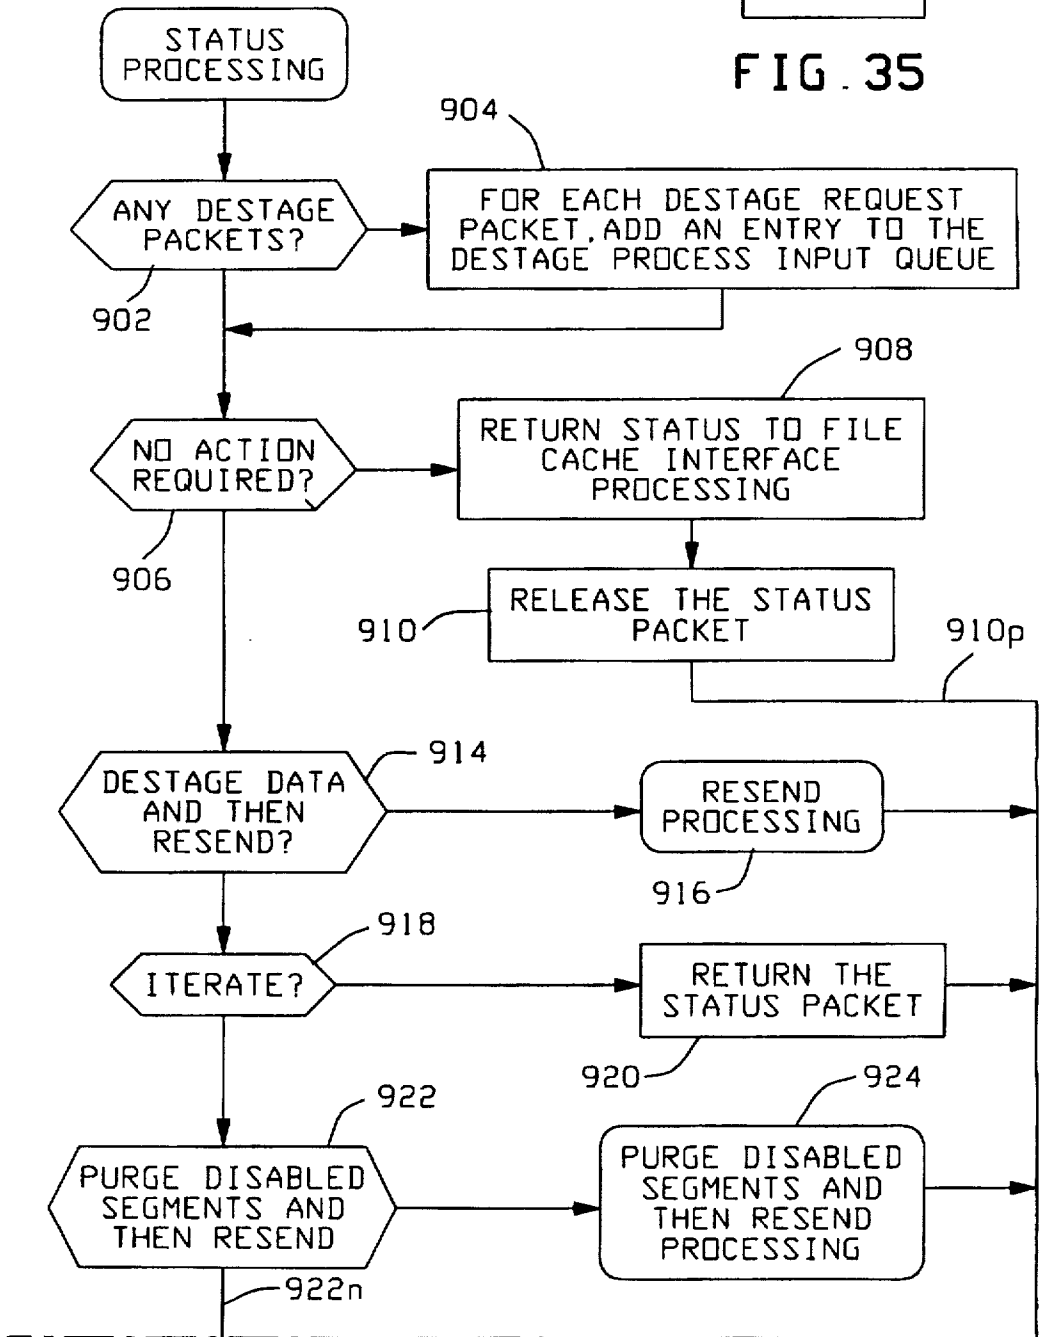 STATUS
PROCESSING
FIG.35
904
ANY DESTAGE
PACKETS?
FOR EACH DESTAGE REQUEST
PACKET, ADD AN ENTRY TO THE
DESTAGE PROCESS INPUT QUEUE
902
908
NO ACTION
REQUIRED?
RETURN STATUS TO FILE
CACHE INTERFACE
PROCESSING
906
RELEASE THE STATUS
PACKET
910
910p
914
DESTAGE DATA
AND THEN
RESEND?
RESEND
PROCESSING
916
918
ITERATE?
RETURN THE
STATUS PACKET
920
924
922
PURGE DISABLED
SEGMENTS AND
THEN RESEND
PURGE DISABLED
SEGMENTS AND
THEN RESEND
PROCESSING
922n